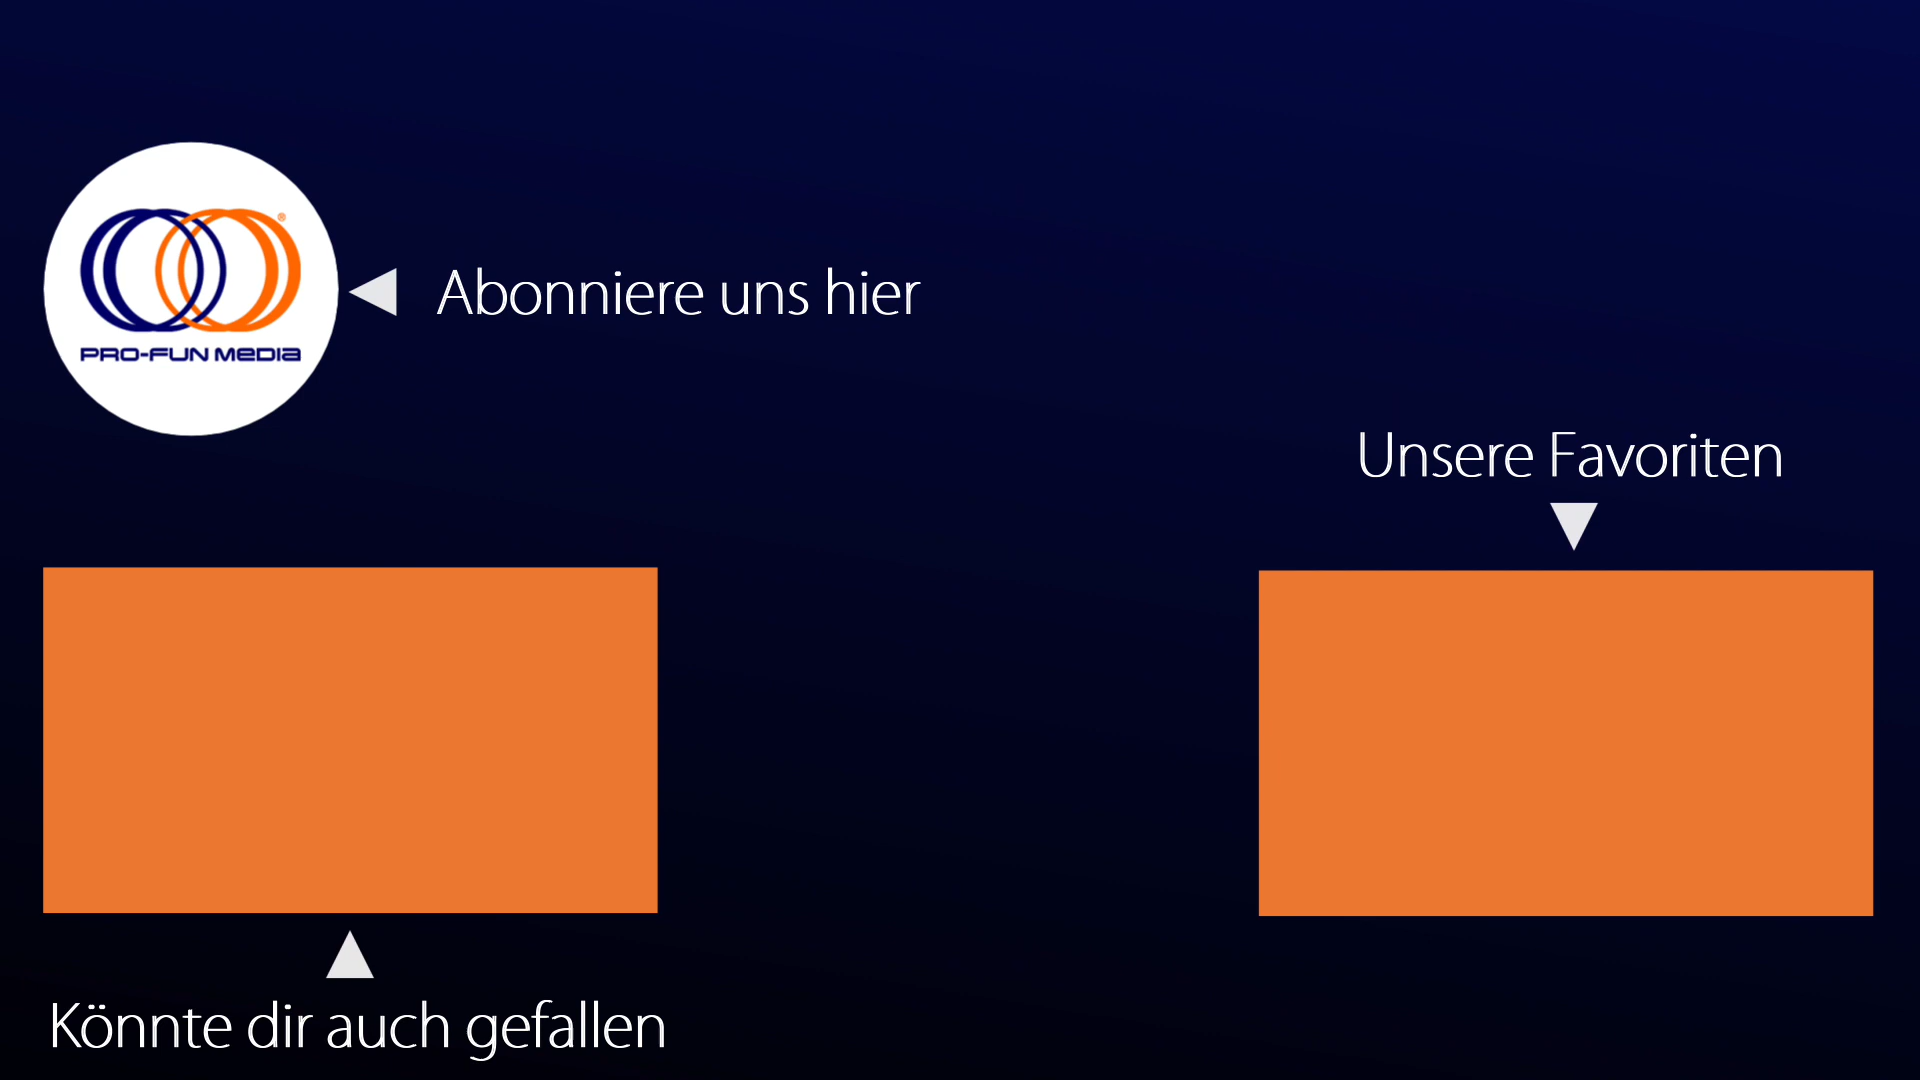 ®
PRO-FUN MEDIA
Abonniere uns hier
Unsere Favoriten
Könnte dir auch gefallen